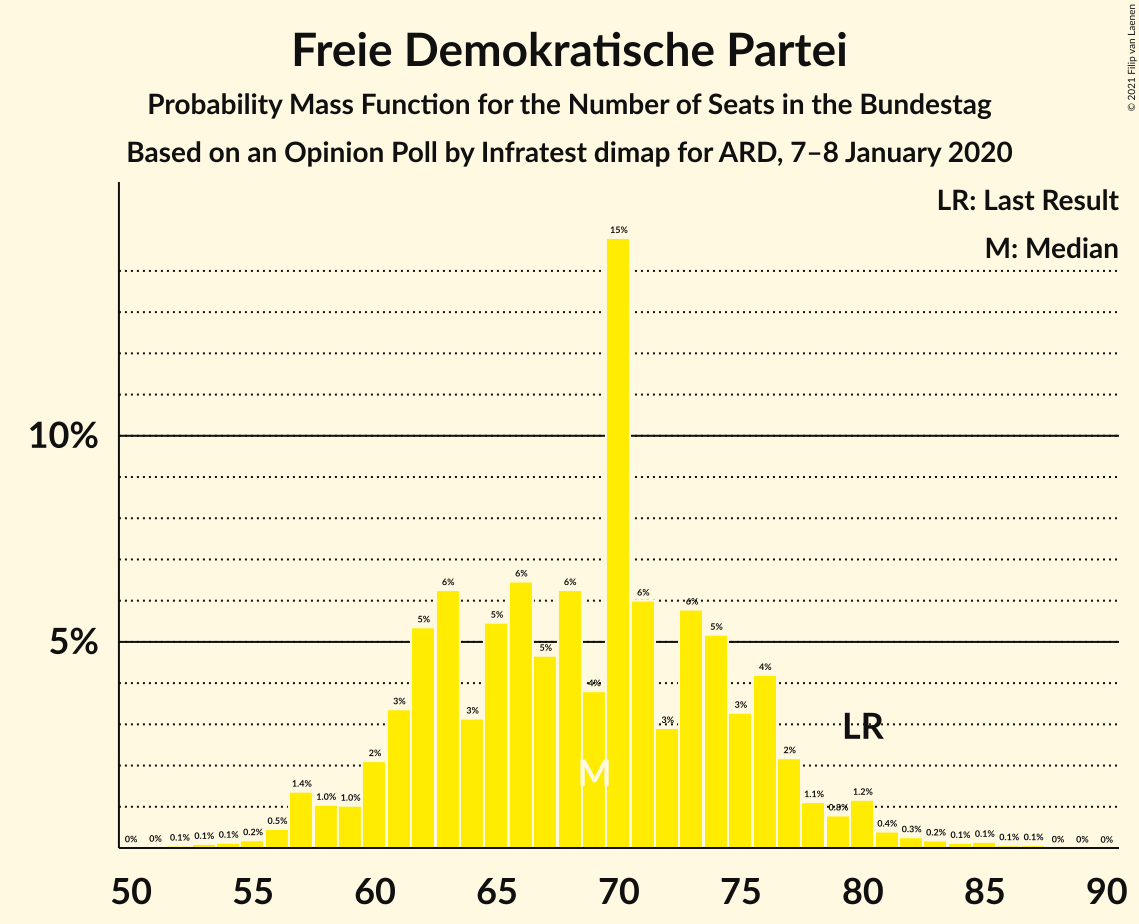 Freie Demokratische Partei
Probability Mass Function for the Number of Seats in the Bundestag
Based on an Opinion Poll by Infratest dimap for ARD, 7–8 January 2020
© 2021 Filip van Laenen
LR: Last Result
M: Median
10%
5%
0% 0% 0.1% 0.1% 0.1% 0.2% 0.5% 1.4% 1.0% 1.0% 2% 3% 5% 6% 3% 5% 6% 5% 6% 4% 15% 6% 3% 6% 5% 3% 4% 2% 1.1% 0.8% 1.2% 0.4% 0.3% 0.2% 0.1% 0.1% 0.1% 0.1% 0% 0% 0%
LR
M
50 55 60 65 70 75 80 85 90